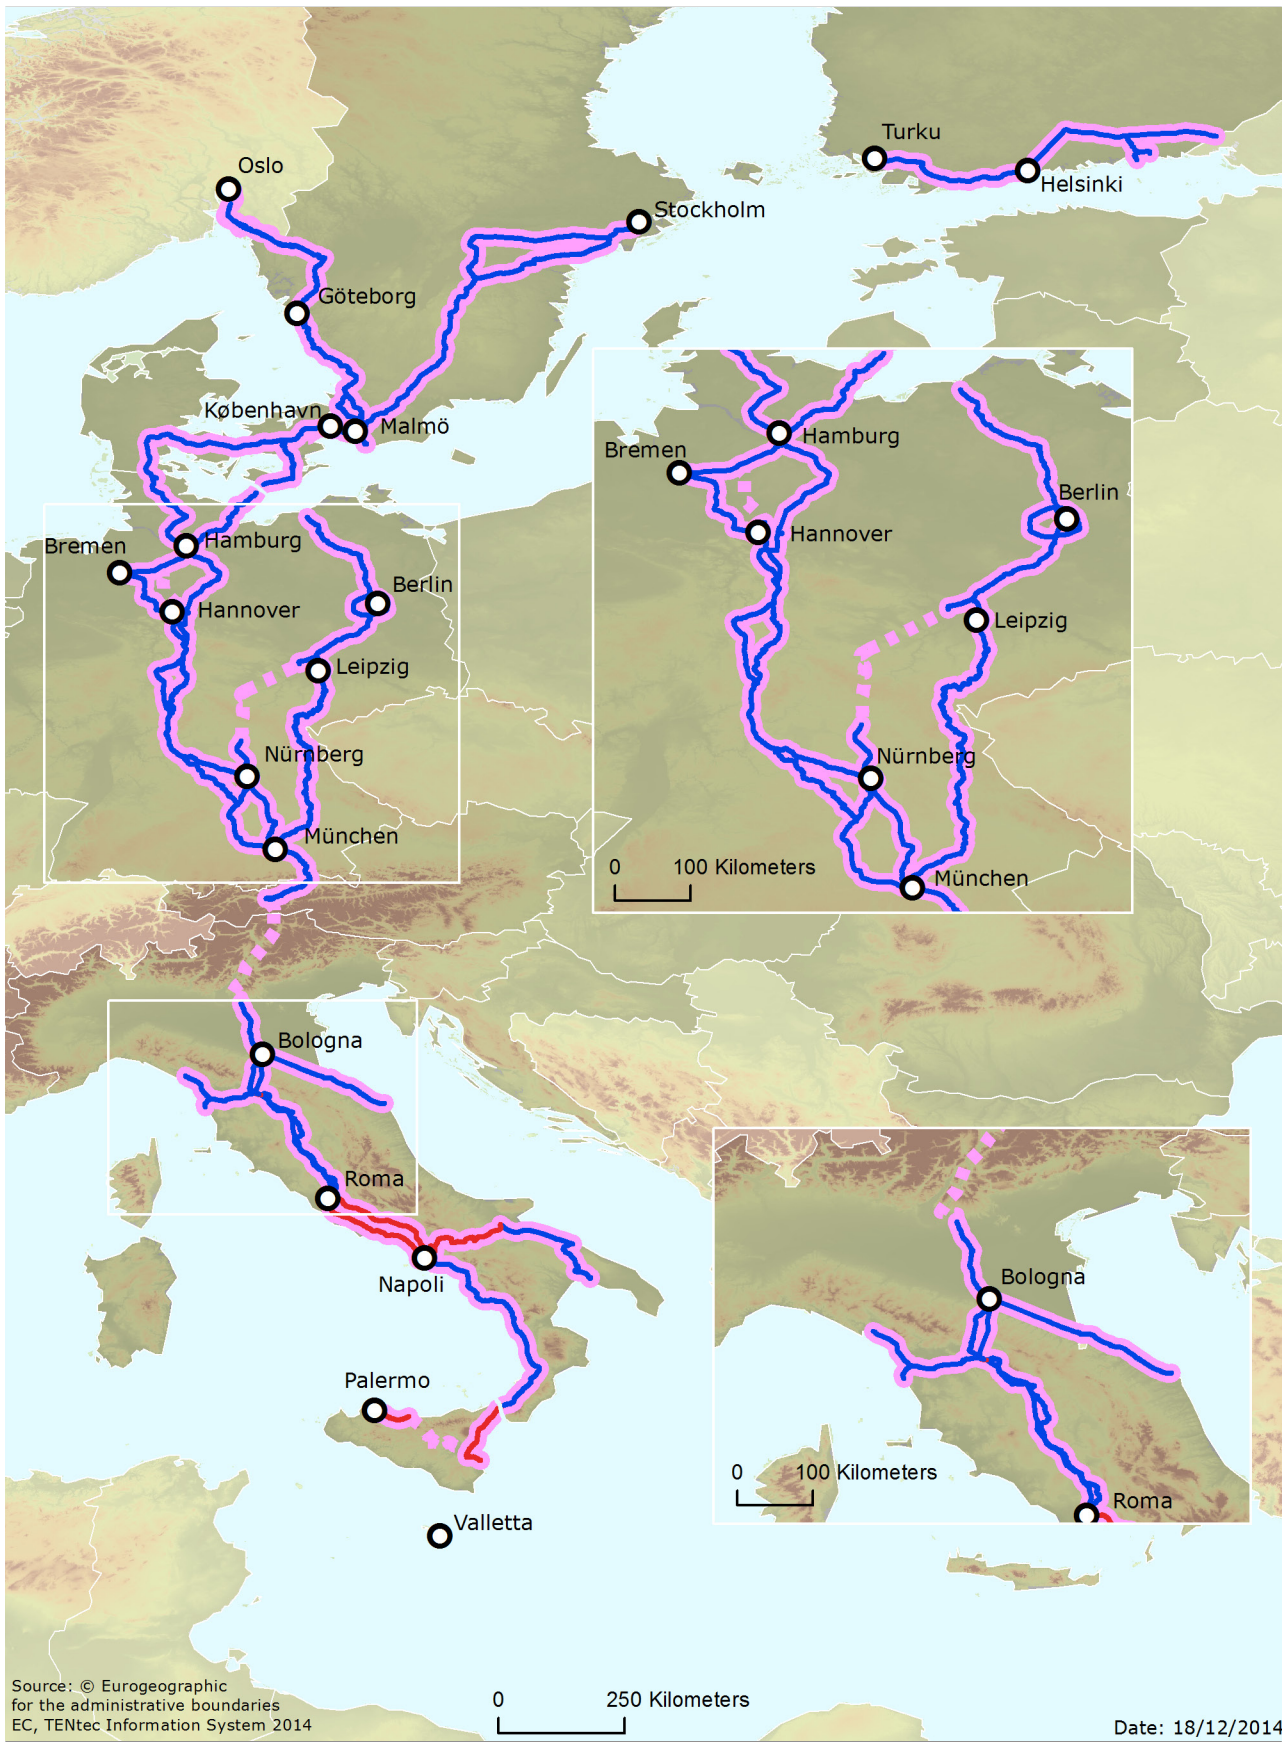 Turku
Oslo
Helsinki
Stockholm
Göteborg
København
Malmö
Hamburg
Bremen
Berlin
Hannover
Leipzig
Nürnberg
München
Hamburg
Bremen
Berlin
Hannover
Leipzig
Nürnberg
München
0 100 Kilometers
Bologna
Roma
Napoli
Palermo
Valletta
Bologna
0 100 Kilometers
Roma
Source: © Eurogeographic
for the administrative boundaries
EC, TENtec Information System 2014
0 250 Kilometers
Date: 18/12/2014